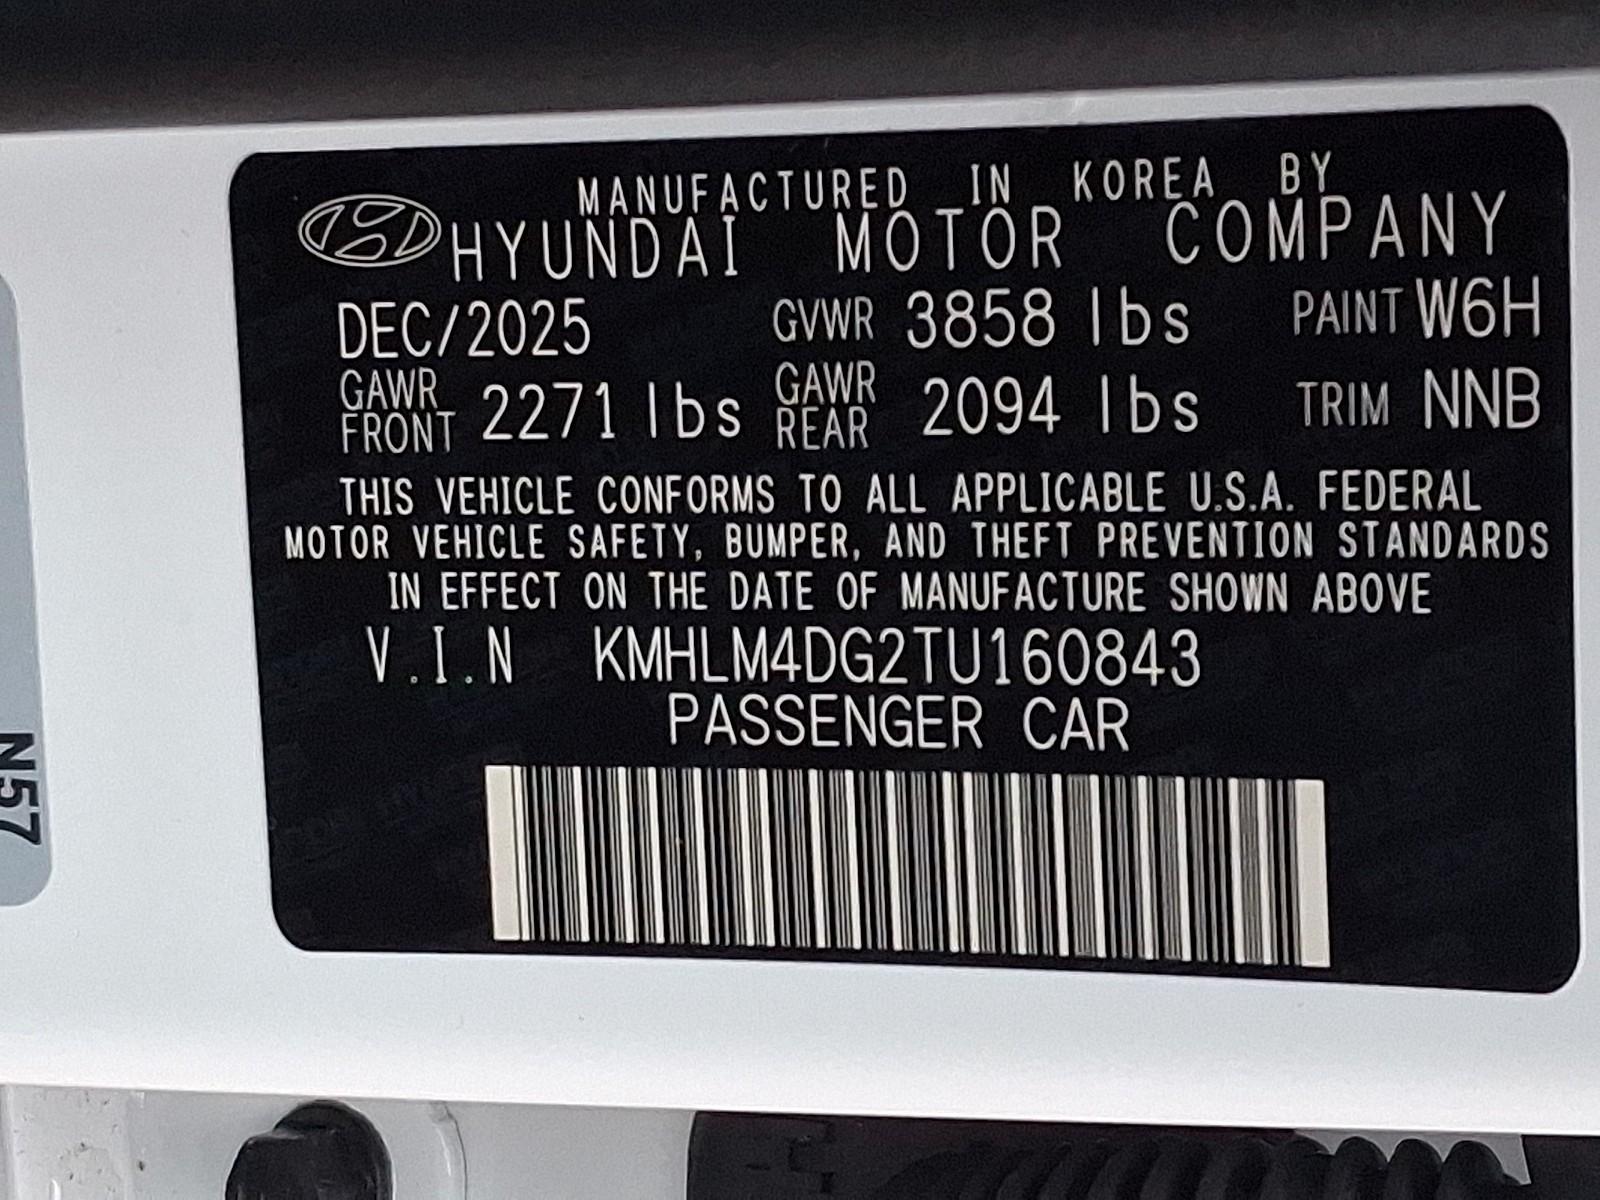 MANUFACTURED IN KOREA BY
HYUNDAI MOTOR COMPANY
DEC/2025 GVWR 3858 lbs PAINT W6H
GAWR FRONT 2271 lbs GAWR REAR 2094 lbs TRIM NNB
THIS VEHICLE CONFORMS TO ALL APPLICABLE U.S.A. FEDERAL
MOTOR VEHICLE SAFETY, BUMPER, AND THEFT PREVENTION STANDARDS
IN EFFECT ON THE DATE OF MANUFACTURE SHOWN ABOVE
V.I.N KMHLM4DG2TU160843
PASSENGER CAR
N57